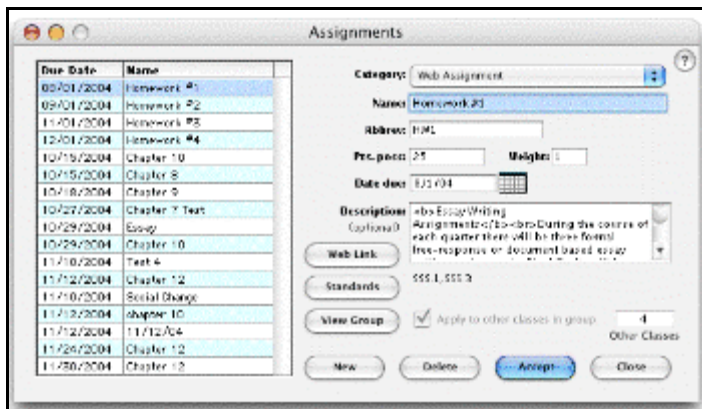 Assignments
?
Due Date Name
08/01/2004 Homework #1
09/01/2004 Homework #2
11/01/2004 Homework #3
12/01/2004 Homework #4
10/15/2004 Chapter 10
10/15/2004 Chapter 8
10/18/2004 Chapter 9
10/27/2004 Chapter 7 Test
10/29/2004 Essay
10/29/2004 Chapter 10
11/10/2004 Test 4
11/12/2004 Chapter 12
11/10/2004 Social Change
11/12/2004 chapter 10
11/12/2004 11/12/04
11/24/2004 Chapter 12
11/30/2004 Chapter 12
Category: Web Assignment
Name: Homework #1
Abbrev: HW1
Pts. poss: 25 Weight: 1
Date due: 8/1/04
Description: <b>Essay Writing
(optional) Assignments</b><br>During the course of
each quarter there will be three formal
free-response or document based essay
Web Link
Standards SSS.1, SSS.3
View Group Apply to other classes in group 4
Other Classes
New Delete Accept Close